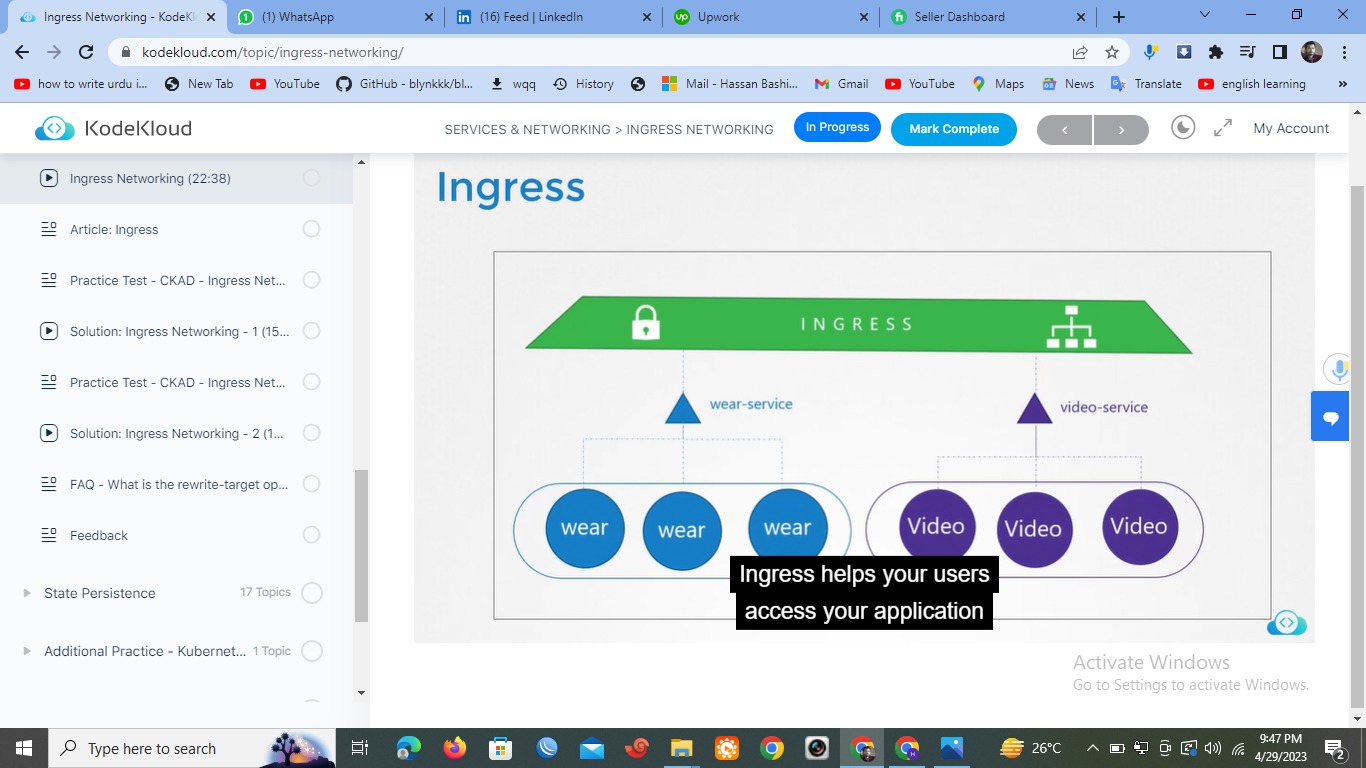 Ingress Networking - KodeKl
(1) WhatsApp
(16) Feed | LinkedIn
Upwork
Seller Dashboard
kodekloud.com/topic/ingress-networking/
how to write urdu i...
New Tab
YouTube
GitHub - blynkkk/bl...
wqq
History
Mail - Hassan Bashi...
Gmail
YouTube
Maps
News
Translate
english learning
»
KodeKloud
SERVICES & NETWORKING > INGRESS NETWORKING
In Progress
Mark Complete
My Account
Ingress Networking (22:38)
Article: Ingress
Practice Test - CKAD - Ingress Net...
Solution: Ingress Networking - 1 (15...
Practice Test - CKAD - Ingress Net...
Solution: Ingress Networking - 2 (1...
FAQ - What is the rewrite-target op...
Feedback
State Persistence
17 Topics
Additional Practice - Kubernet...
1 Topic
Ingress
INGRESS
wear-service
video-service
wear
wear
wear
Video
Video
Video
Ingress helps your users
access your application
Activate Windows
Go to Settings to activate Windows.
Type here to search
26°C
9:47 PM
4/29/2023
2